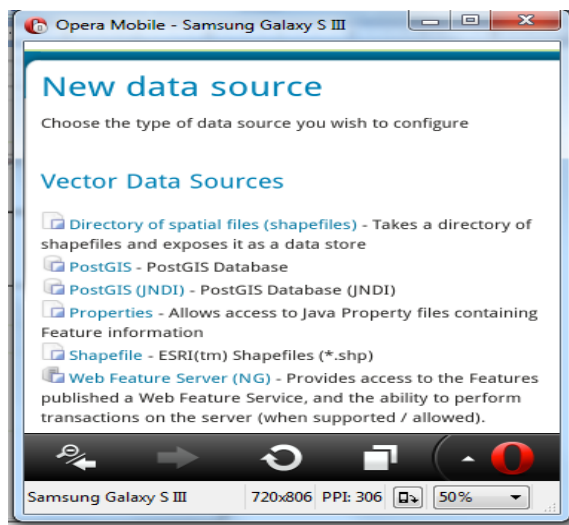 Opera Mobile - Samsung Galaxy S III
New data source
Choose the type of data source you wish to configure
Vector Data Sources
Directory of spatial files (shapefiles) - Takes a directory of
shapefiles and exposes it as a data store
PostGIS - PostGIS Database
PostGIS (JNDI) - PostGIS Database (JNDI)
Properties - Allows access to Java Property files containing
Feature information
Shapefile - ESRI(tm) Shapefiles (*.shp)
Web Feature Server (NG) - Provides access to the Features
published a Web Feature Service, and the ability to perform
transactions on the server (when supported / allowed).
Samsung Galaxy S III 720x806 PPI: 306 50%